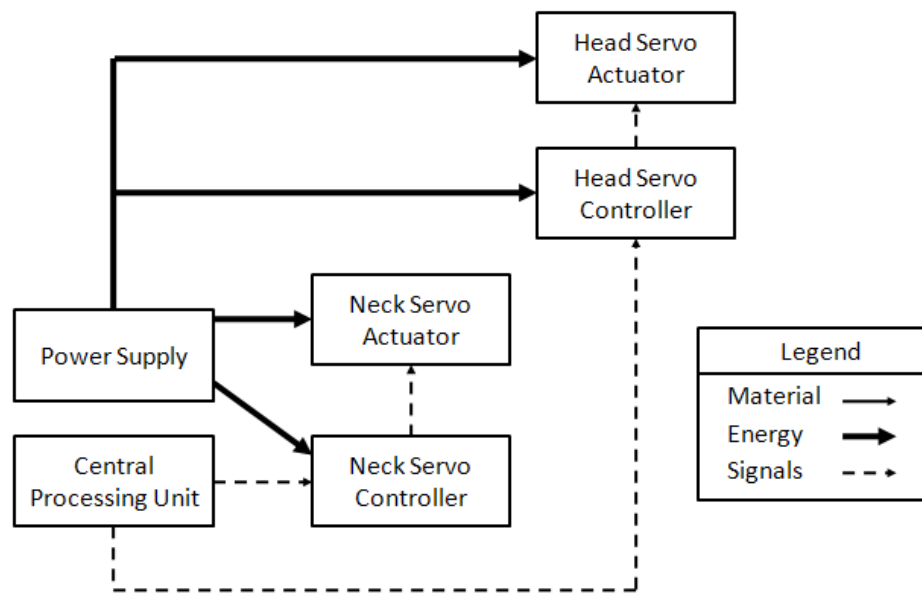 Head Servo
Actuator
Head Servo
Controller
Neck Servo
Actuator
Power Supply
Central
Processing Unit
Neck Servo
Controller
Legend
Material
Energy
Signals